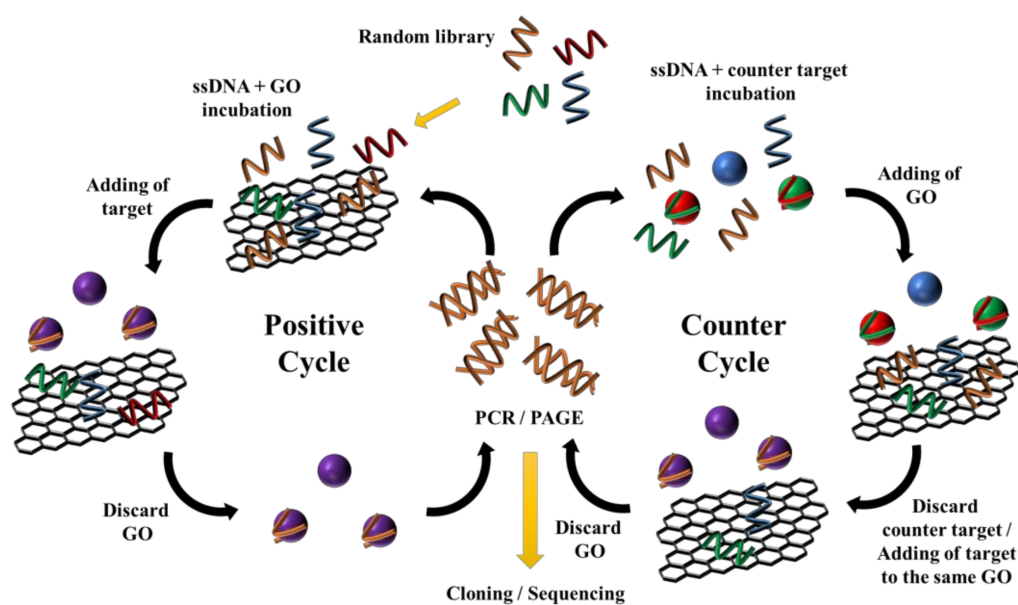 Random library
ssDNA + GO
incubation
ssDNA + counter target
incubation
Adding of
target
Adding of
GO
Positive
Cycle
Counter
Cycle
PCR / PAGE
Discard
GO
Discard
GO
Discard
counter target /
Adding of target
to the same GO
Cloning / Sequencing